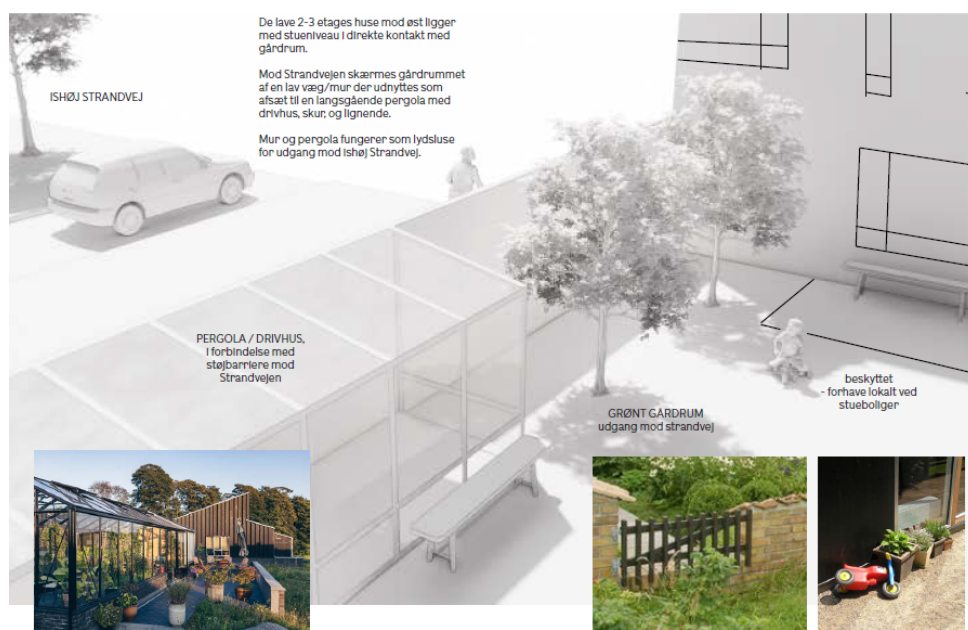 De lave 2-3 etages huse mod øst ligger
med stueniveau i direkte kontakt med
gårdrum.
Mod Strandvejen skærmes gårdrummet
af en lav væg/mur der udnyttes som
afsæt til en langsgående pergola med
drivhus, skur, og lignende.
Mur og pergola fungerer som lydsluse
for udgang mod Ishøj Strandvej.
ISHØJ STRANDVEJ
PERGOLA / DRIVHUS,
i forbindelse med
støjbarriere mod
Strandvejen
GRØNT GÅRDRUM
udgang mod strandvej
beskyttet
- forhave lokalt ved
stueboliger